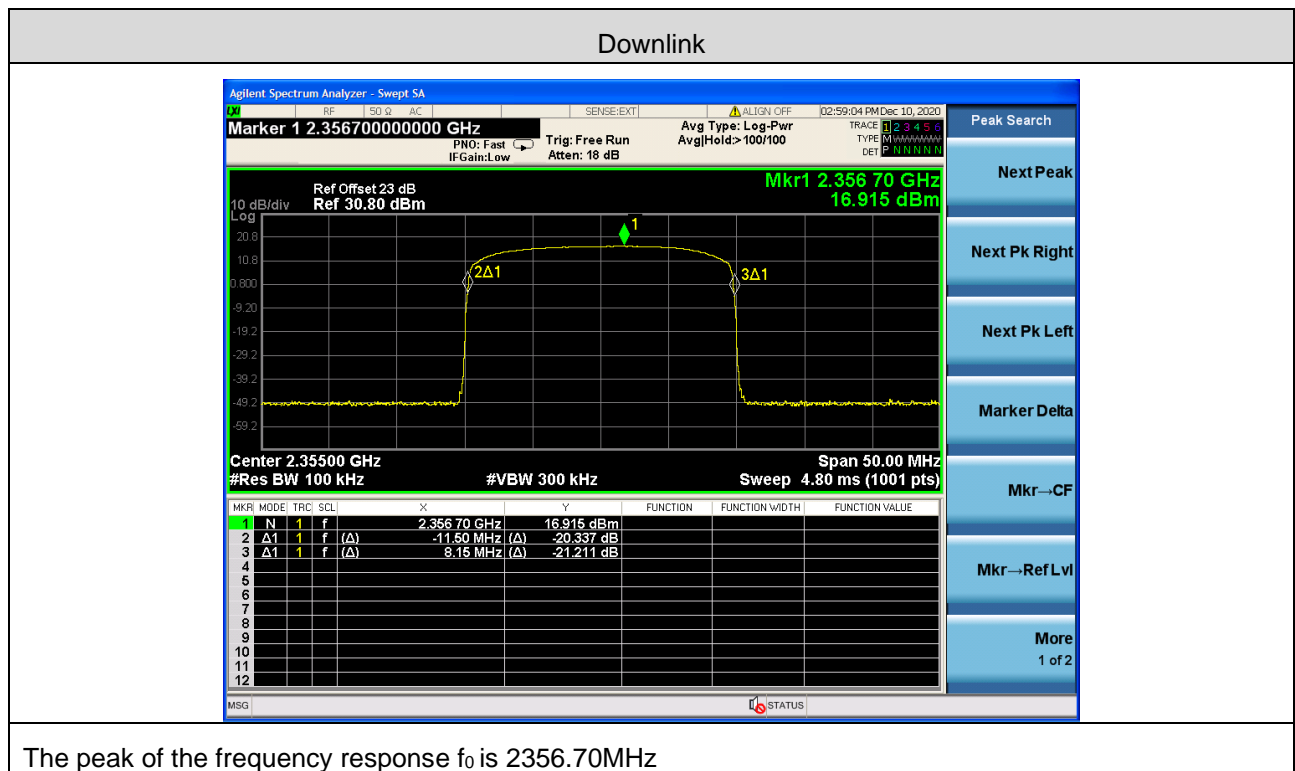 Downlink
Agilent Spectrum Analyzer - Swept SA
LXI RF 50 Ω AC SENSE:EXT ALIGN OFF 02:59:04 PM Dec 10, 2020
Marker 1 2.356700000000 GHz
PNO: Fast
IFGain:Low
Trig: Free Run
Atten: 18 dB
Avg Type: Log-Pwr
Avg|Hold:>100/100
TRACE 1 2 3 4 5 6
TYPE M
DET P N N N N N
Mkr1 2.356 70 GHz
16.915 dBm
Ref Offset 23 dB
10 dB/div Ref 30.80 dBm
Log
20.8
10.8
0.800
-9.20
-19.2
-29.2
-39.2
-49.2
-59.2
1
2Δ1
3Δ1
Center 2.35500 GHz Span 50.00 MHz
#Res BW 100 kHz #VBW 300 kHz Sweep 4.80 ms (1001 pts)
MKR MODE TRC SCL X Y FUNCTION FUNCTION WIDTH FUNCTION VALUE
1 N 1 f 2.356 70 GHz 16.915 dBm
2 Δ1 1 f (Δ) -11.50 MHz (Δ) -20.337 dB
3 Δ1 1 f (Δ) 8.15 MHz (Δ) -21.211 dB
4
5
6
7
8
9
10
11
12
MSG STATUS
Peak Search
Next Peak
Next Pk Right
Next Pk Left
Marker Delta
Mkr→CF
Mkr→Ref Lvl
More
1 of 2
The peak of the frequency response f₀ is 2356.70MHz